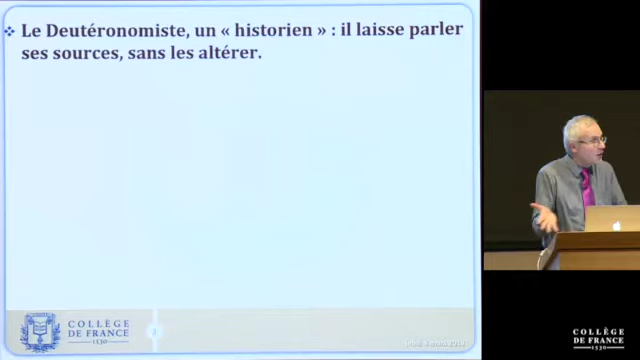 ❖ Le Deutéronomiste, un « historien » : il laisse parler
ses sources, sans les altérer.
COLLÈGE
DE FRANCE
1530
COLLÈGE
DE FRANCE
1530